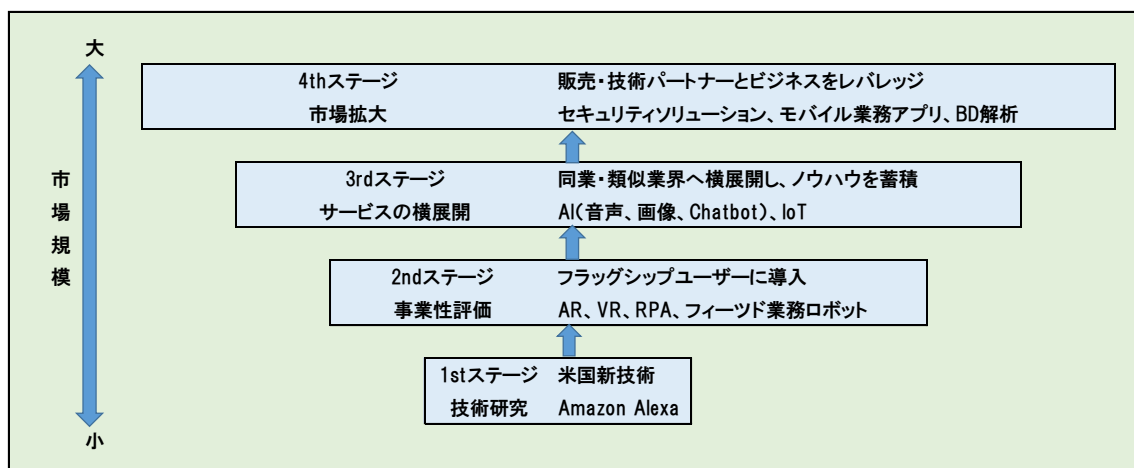 大
4thステージ 販売・技術パートナーとビジネスをレバレッジ
市場拡大 セキュリティソリューション、モバイル業務アプリ、BD解析
3rdステージ 同業・類似業界へ横展開し、ノウハウを蓄積
サービスの横展開 AI(音声、画像、Chatbot)、IoT
市場規模
2ndステージ フラッグシップユーザーに導入
事業性評価 AR、VR、RPA、フィーツド業務ロボット
1stステージ 米国新技術
技術研究 Amazon Alexa
小